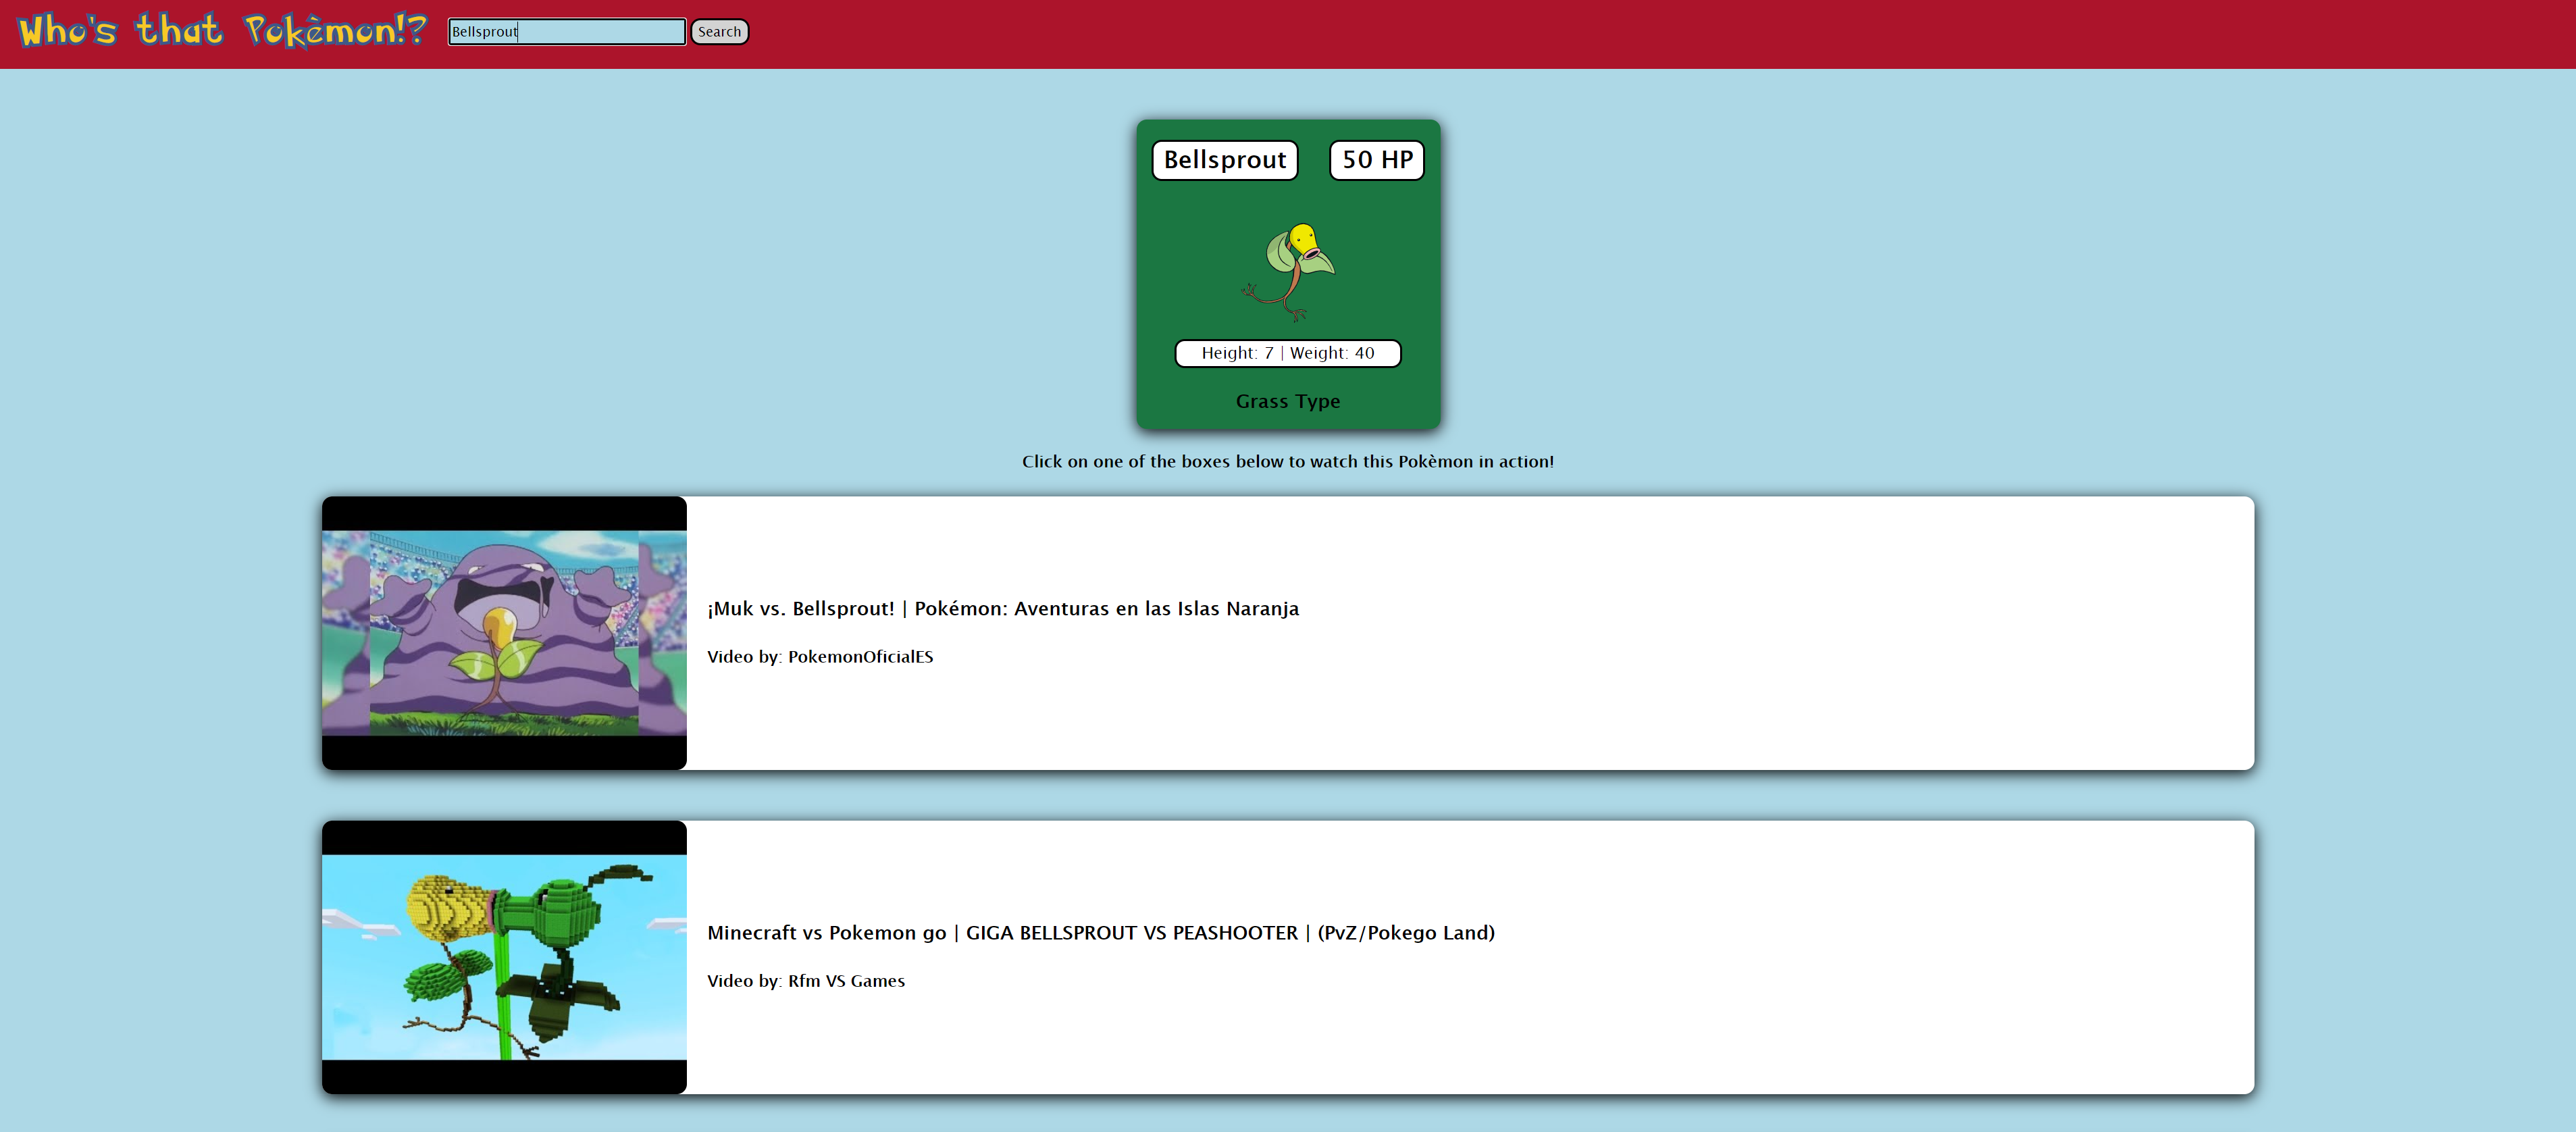 Who's that Pokèmon!?
Bellsprout Search
Bellsprout 50 HP
Height: 7 | Weight: 40
Grass Type
Click on one of the boxes below to watch this Pokèmon in action!
¡Muk vs. Bellsprout! | Pokémon: Aventuras en las Islas Naranja
Video by: PokemonOficialES
Minecraft vs Pokemon go | GIGA BELLSPROUT VS PEASHOOTER | (PvZ/Pokego Land)
Video by: Rfm VS Games